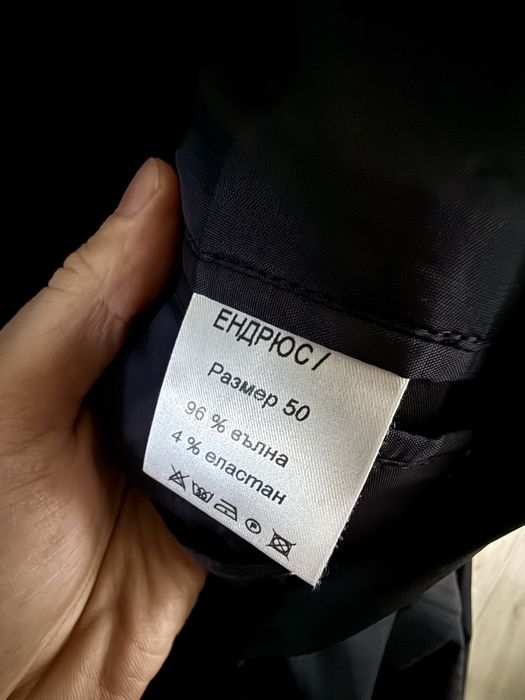 ЕНДРЮС /
Размер 50
96 % вълна
4 % еластан